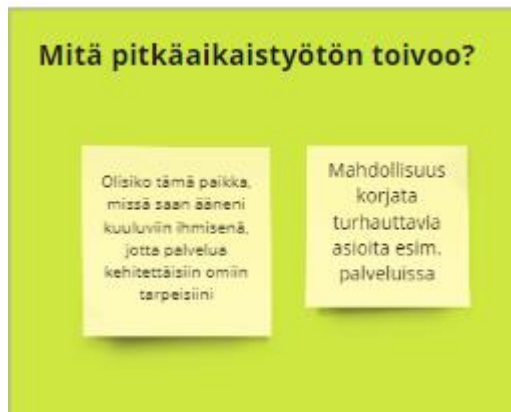 Mitä pitkäaikaistyötön toivoo?
Olisiko tämä paikka,
missä saan ääneni
kuuluviin ihmisenä,
jotta palvelua
kehitettäisiin omiin
tarpeisiini
Mahdollisuus
korjata
turhauttavia
asioita esim.
palveluissa